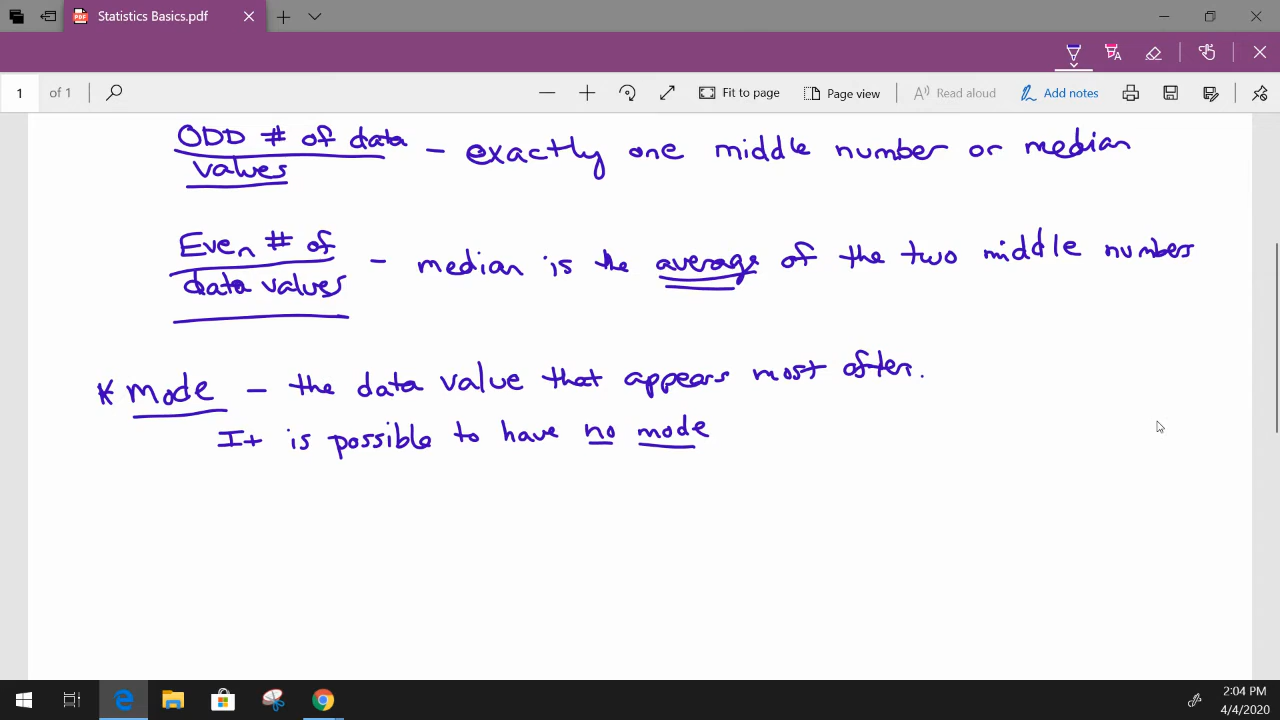 Statistics Basics.pdf
1 of 1 Fit to page Page view Read aloud Add notes
ODD # of data values – exactly one middle number or median
Even # of data values – median is the average of the two middle numbers
* Mode – the data value that appears most often.
It is possible to have no mode
2:04 PM
4/4/2020